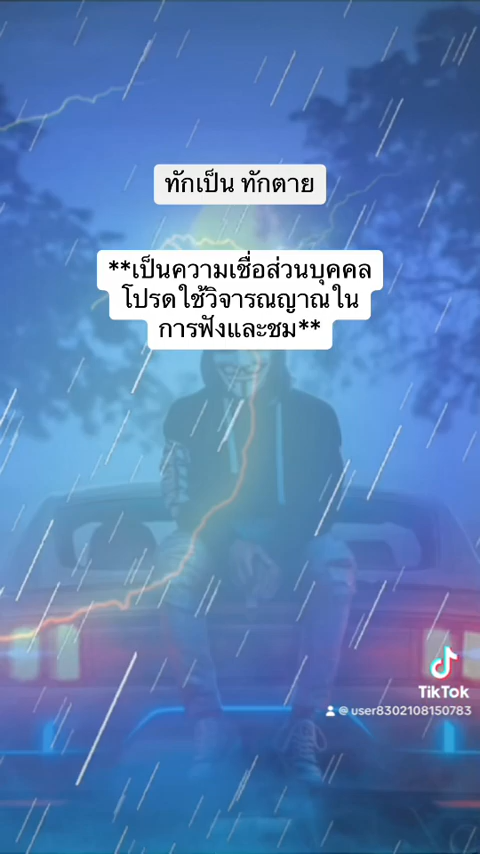 ทักเป็น ทักตาย
**เป็นความเชื่อส่วนบุคคล
โปรดใช้วิจารณญาณใน
การฟังและชม**
TikTok
@user8302108150783